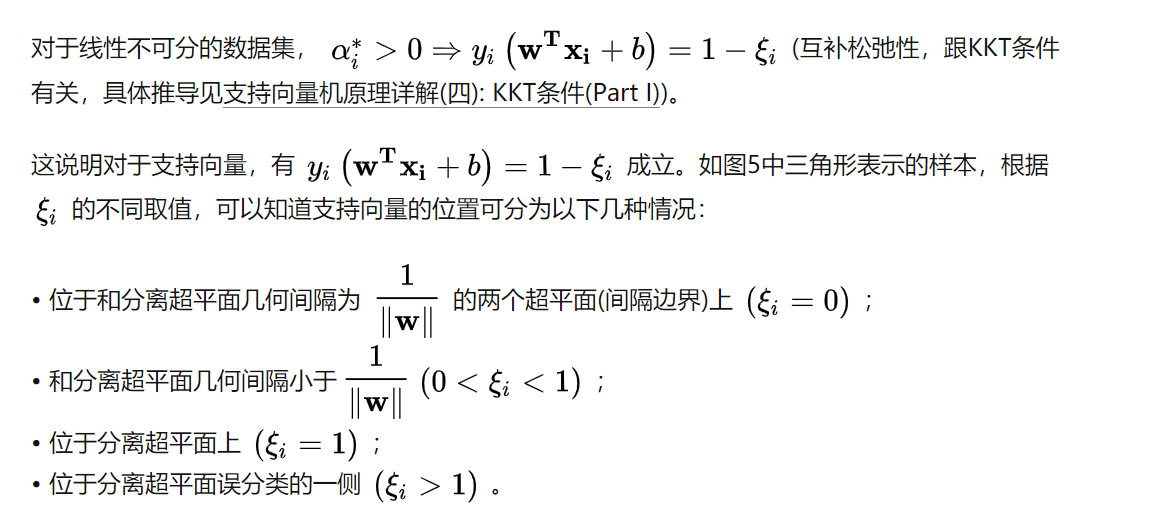 对于线性不可分的数据集， α_i^* > 0 ⇒ y_i (w^T x_i + b) = 1 − ξ_i (互补松弛性，跟KKT条件
有关，具体推导见支持向量机原理详解(四): KKT条件(Part I))。
这说明对于支持向量，有 y_i (w^T x_i + b) = 1 − ξ_i 成立。如图5中三角形表示的样本，根据
ξ_i 的不同取值，可以知道支持向量的位置可分为以下几种情况：
• 位于和分离超平面几何间隔为 1/‖w‖ 的两个超平面(间隔边界)上 (ξ_i = 0) ；
• 和分离超平面几何间隔小于 1/‖w‖ (0 < ξ_i < 1) ；
• 位于分离超平面上 (ξ_i = 1) ；
• 位于分离超平面误分类的一侧 (ξ_i > 1) 。